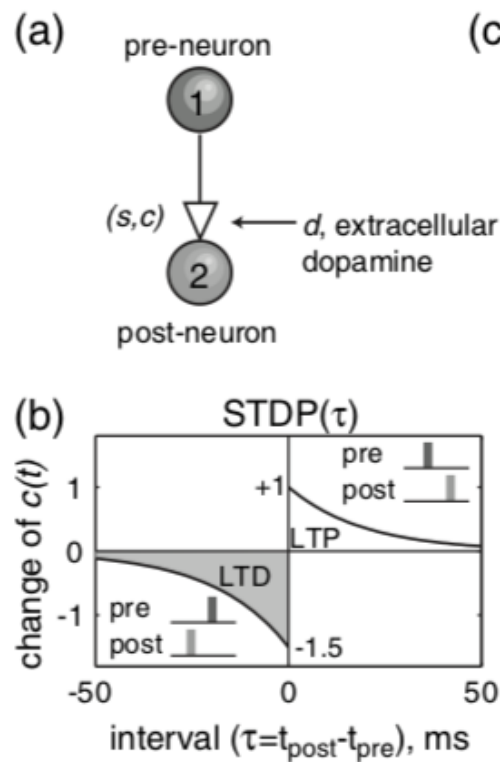 (a)
(c
pre-neuron
1
(s,c)
d, extracellular
dopamine
2
post-neuron
(b)
STDP(τ)
change of c(t)
1
0
-1
+1
pre
post
LTP
LTD
pre
post
-1.5
-50
0
50
interval (τ=tpost-tpre), ms